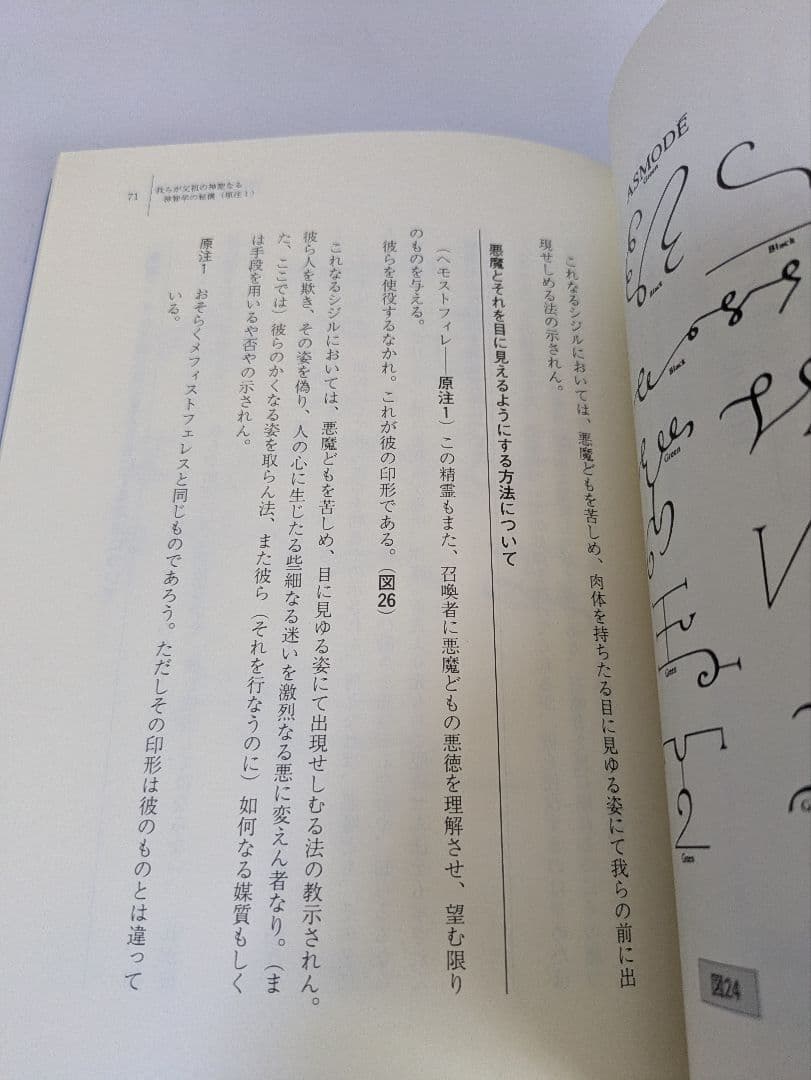 ASMODÉ
Green
Black
Black
Black
Green
Green
Green
図24
71
我らが父祖の神聖なる
神智学の秘儀（原注1）
これなるシジルにおいては、悪魔どもを苦しめ、肉体を持ちたる目に見ゆる姿にて我らの前に出
現せしめる法の示されん。
悪魔とそれを目に見えるようにする方法について
（ヘモストフィレ――原注1）この精霊もまた、召喚者に悪魔どもの悪徳を理解させ、望む限り
のものを与える。
彼らを使役するなかれ。これが彼の印形である。（図26）
これなるシジルにおいては、悪魔どもを苦しめ、目に見ゆる姿にて出現せしむる法の教示されん。
彼ら人を欺き、その姿を偽り、人の心に生じたる些細なる迷いを激烈なる悪に変えん者なり。（ま
た、ここでは）彼らのかくなる姿を取らん法、また彼ら（それを行なうのに）如何なる媒質もしく
は手段を用いるや否やの示されん。
原注1　おそらくメフィストフェレスと同じものであろう。ただしその印形は彼のものとは違って
いる。